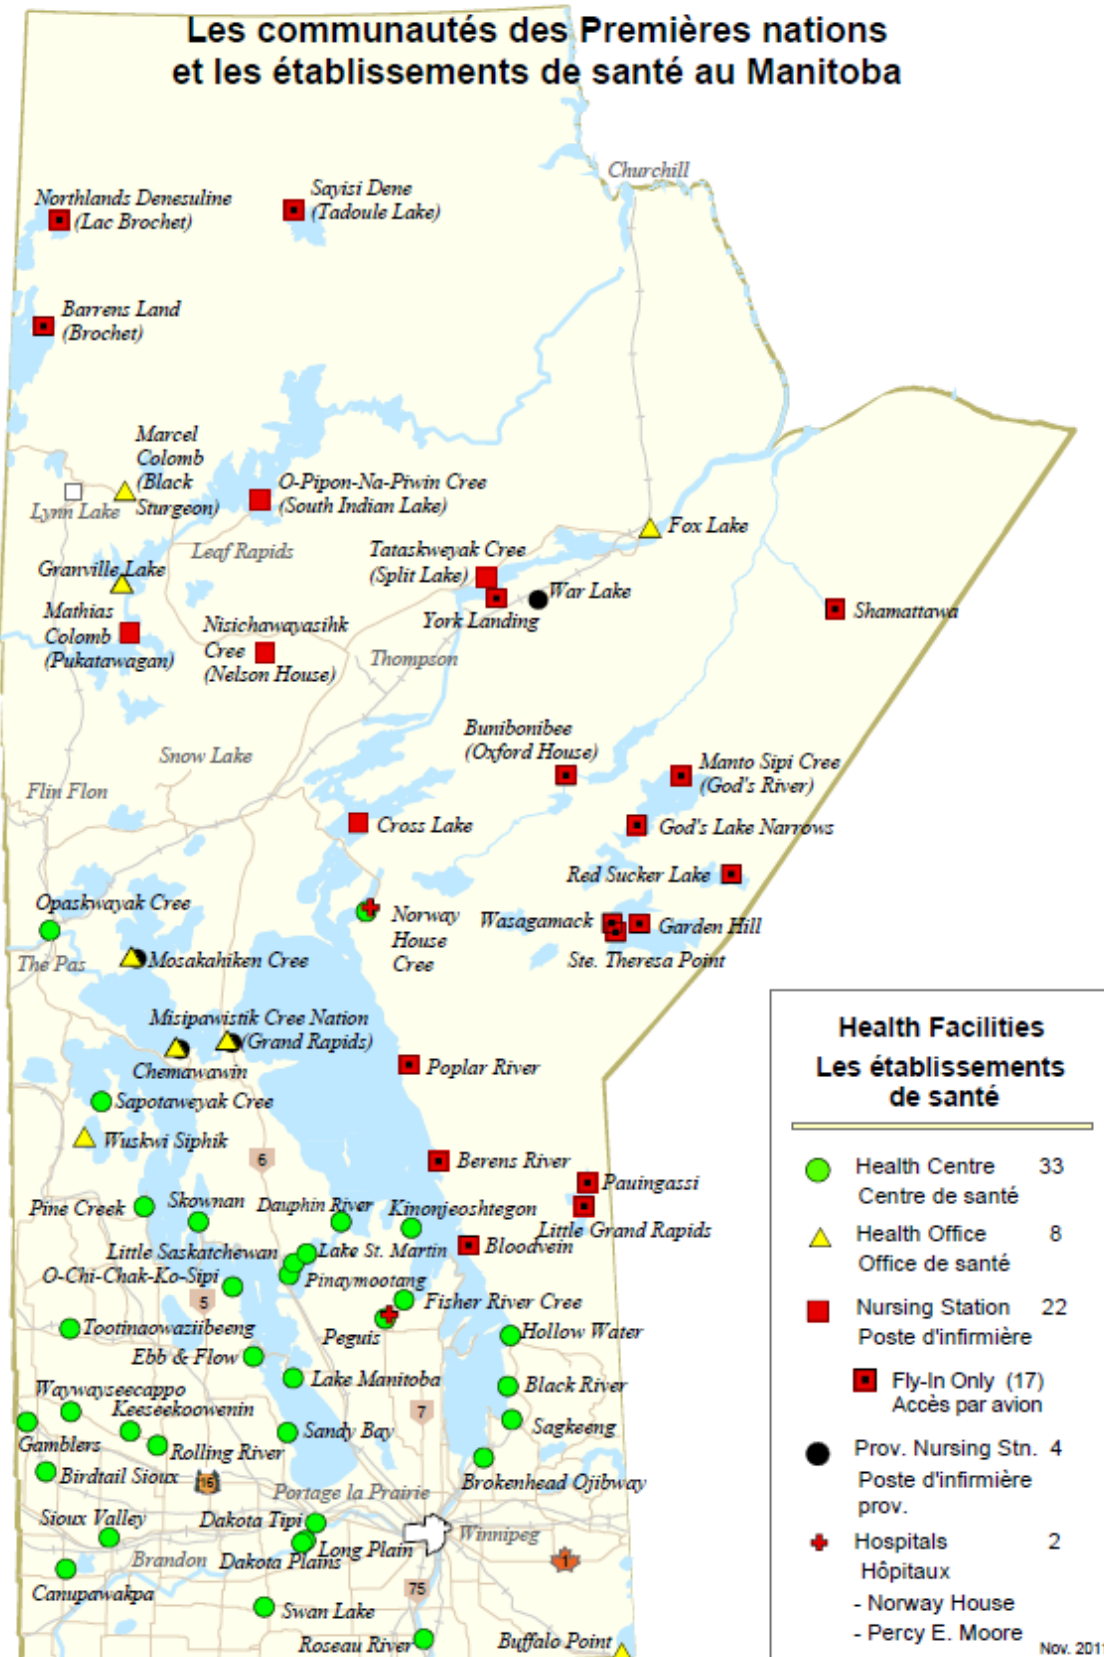 Les communautés des Premières nations
et les établissements de santé au Manitoba
Churchill
Northlands Denesuline
(Lac Brochet)
Sayisi Dene
(Tadoule Lake)
Barrens Land
(Brochet)
Marcel
Colomb
(Black
Sturgeon)
Lynn Lake
O-Pipon-Na-Piwin Cree
(South Indian Lake)
Leaf Rapids
Fox Lake
Granville Lake
Tataskweyak Cree
(Split Lake)
War Lake
York Landing
Shamattawa
Mathias
Colomb
(Pukatawagan)
Nisichawayasihk
Cree
(Nelson House)
Thompson
Snow Lake
Bunibonibee
(Oxford House)
Manto Sipi Cree
(God's River)
Flin Flon
Cross Lake
God's Lake Narrows
Red Sucker Lake
Opaskwayak Cree
Norway
House
Cree
Wasagamack
Garden Hill
Ste. Theresa Point
The Pas
Mosakahiken Cree
Misipawistik Cree Nation
(Grand Rapids)
Chemawawin
Poplar River
Sapotaweyak Cree
Wuskwi Siphik
6
Berens River
Pauingassi
Little Grand Rapids
Pine Creek
Skownan
Dauphin River
Kinonjeoshtegon
Bloodvein
Little Saskatchewan
Lake St. Martin
O-Chi-Chak-Ko-Sipi
Pinaymootang
5
Fisher River Cree
Peguis
Tootinaowaziibeeng
Hollow Water
Ebb & Flow
Lake Manitoba
Black River
Waywayseecappo
Keeseekoowenin
7
Sagkeeng
Gamblers
Rolling River
Sandy Bay
Birdtail Sioux
Brokenhead Ojibway
16
Portage la Prairie
Sioux Valley
Dakota Tipi
Winnipeg
Long Plain
Brandon
Dakota Plains
1
Canupawakpa
75
Swan Lake
Roseau River
Buffalo Point
Health Facilities
Les établissements
de santé
Health Centre 33
Centre de santé
Health Office 8
Office de santé
Nursing Station 22
Poste d'infirmière
Fly-In Only (17)
Accès par avion
Prov. Nursing Stn. 4
Poste d'infirmière
prov.
Hospitals 2
Hôpitaux
- Norway House
- Percy E. Moore
Nov. 2011